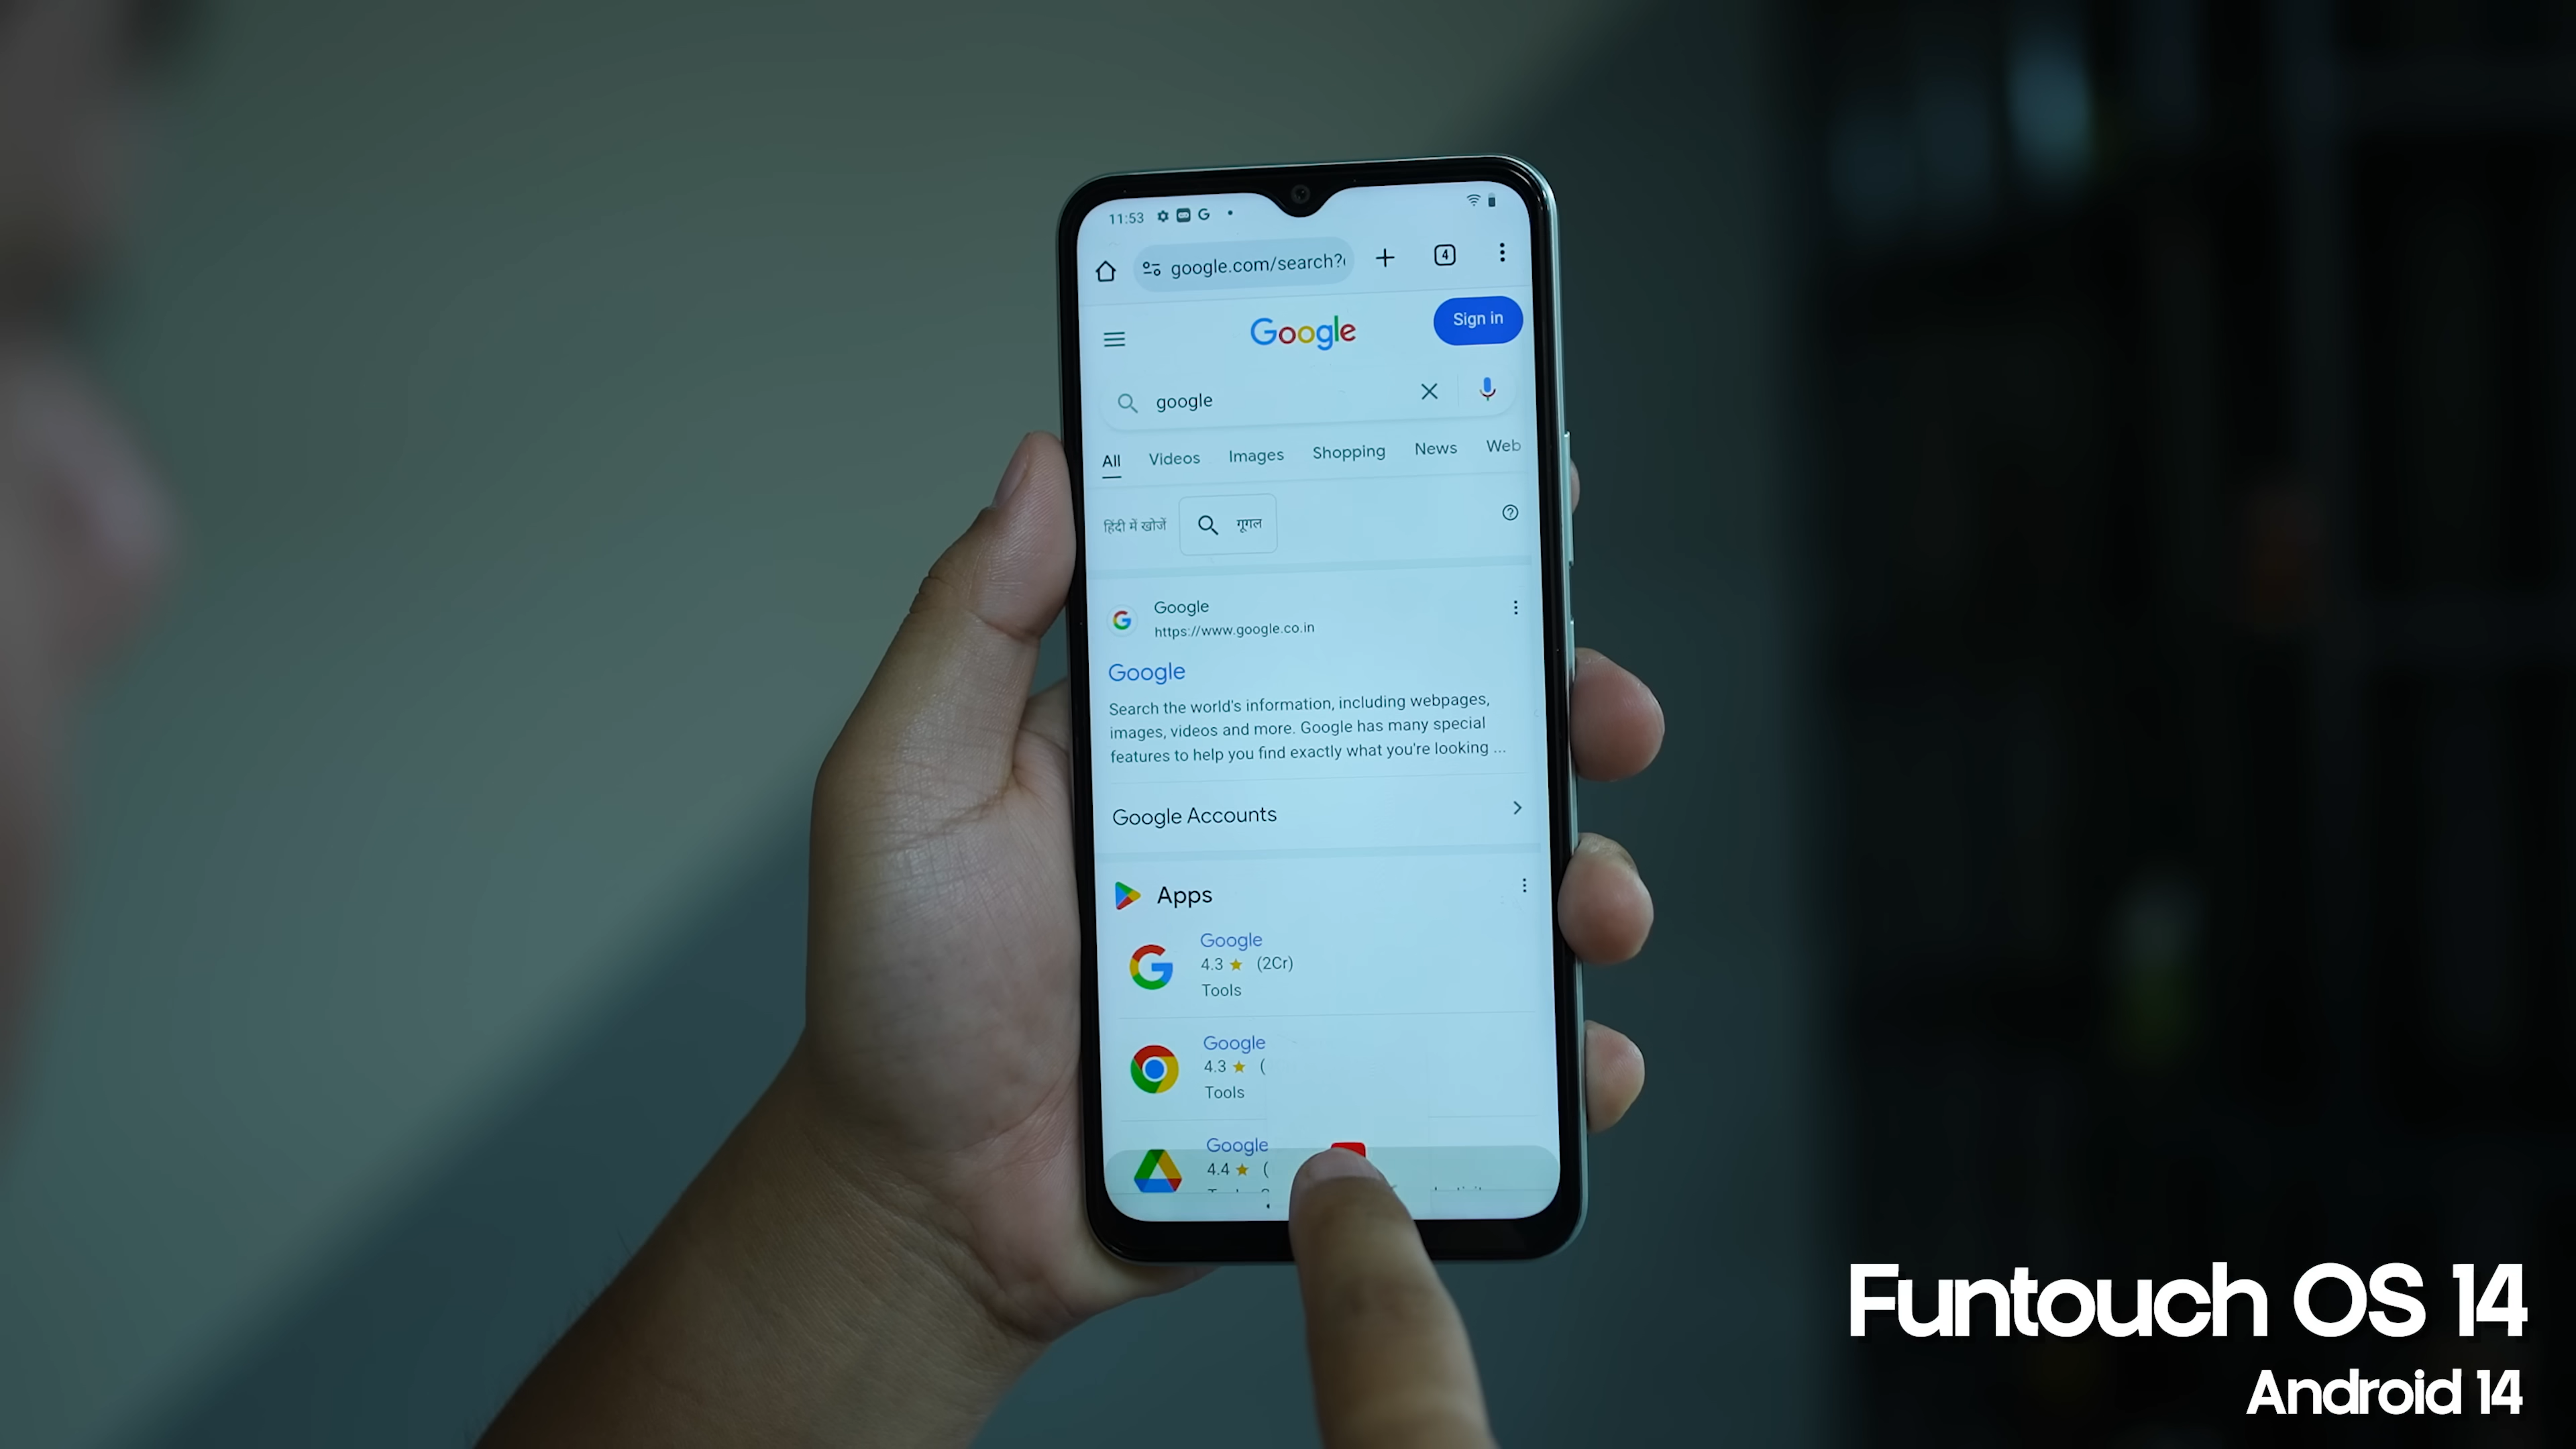 11:53
google.com/search?
4
Google
Sign in
google
All Videos Images Shopping News Web
हिंदी में खोजें गूगल
Google
https://www.google.co.in
Google
Search the world's information, including webpages,
images, videos and more. Google has many special
features to help you find exactly what you're looking ...
Google Accounts
Apps
Google
4.3 ★ (2Cr)
Tools
Google
4.3 ★ (
Tools
Google
4.4 ★ (
Funtouch OS 14
Android 14